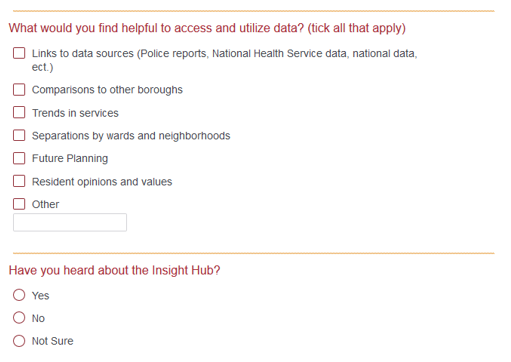 What would you find helpful to access and utilize data? (tick all that apply)
Links to data sources (Police reports, National Health Service data, national data,
ect.)
Comparisons to other boroughs
Trends in services
Separations by wards and neighborhoods
Future Planning
Resident opinions and values
Other
Have you heard about the Insight Hub?
Yes
No
Not Sure